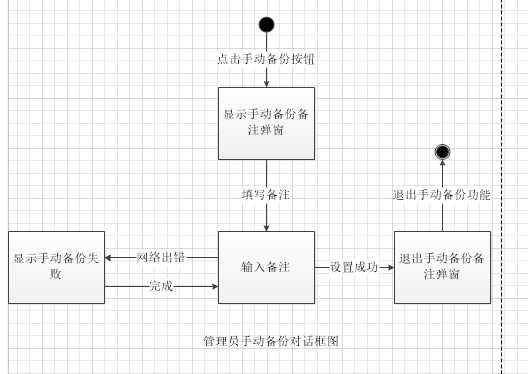 点击手动备份按钮
显示手动备份备
注弹窗
退出手动备份功能
填写备注
显示手动备份失
败
网络出错
完成
输入备注
设置成功
退出手动备份备
注弹窗
管理员手动备份对话框图